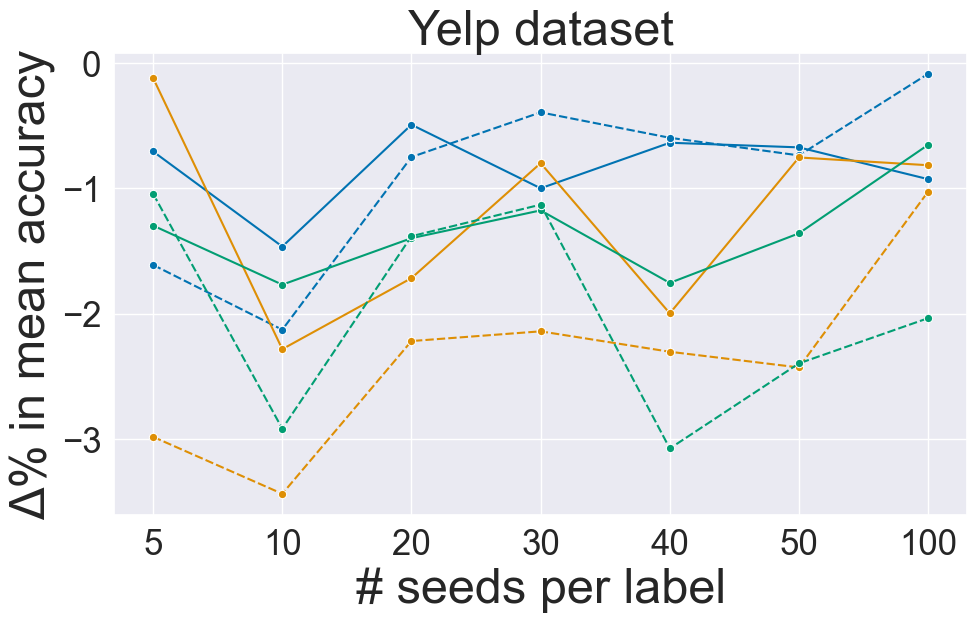 Yelp dataset
Δ% in mean accuracy
0
−1
−2
−3
5 10 20 30 40 50 100
# seeds per label